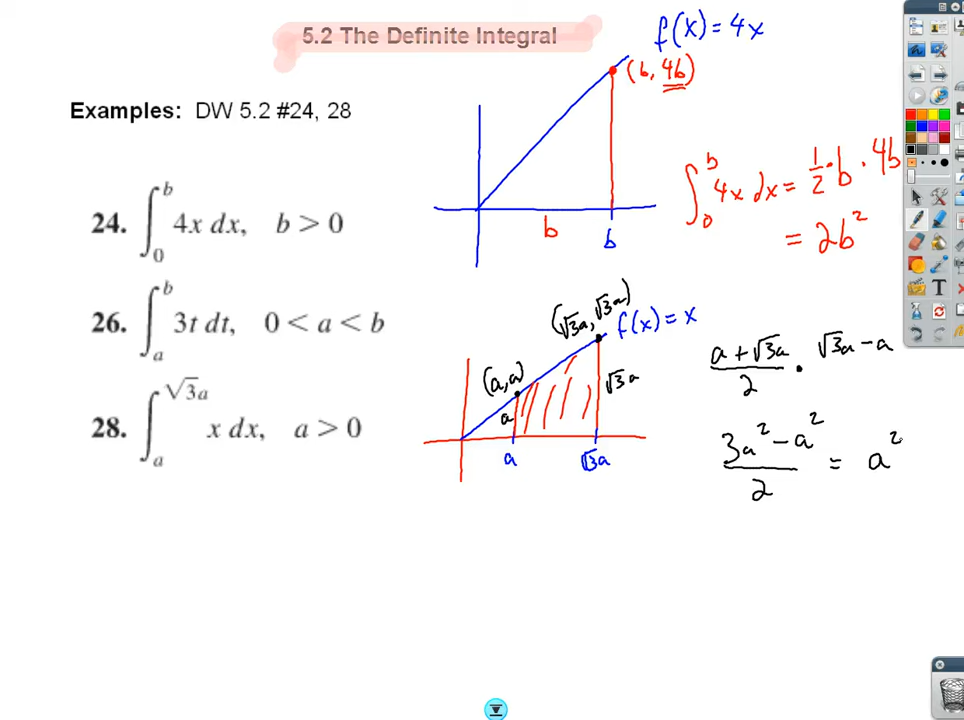 5.2 The Definite Integral
f(x) = 4x
(b, 4b)
Examples: DW 5.2 #24, 28
24. ∫₀ᵇ 4x dx, b > 0
b
b
∫₀ᵇ 4x dx = 1/2 · b · 4b
= 2b²
26. ∫ₐᵇ 3t dt, 0 < a < b
(√3a, √3a)
f(x) = x
(a, a)
a
√3a
a
√3a
28. ∫ₐ^√3a x dx, a > 0
(a + √3a)/2 · √3a − a
(3a² − a²)/2 = a²
T